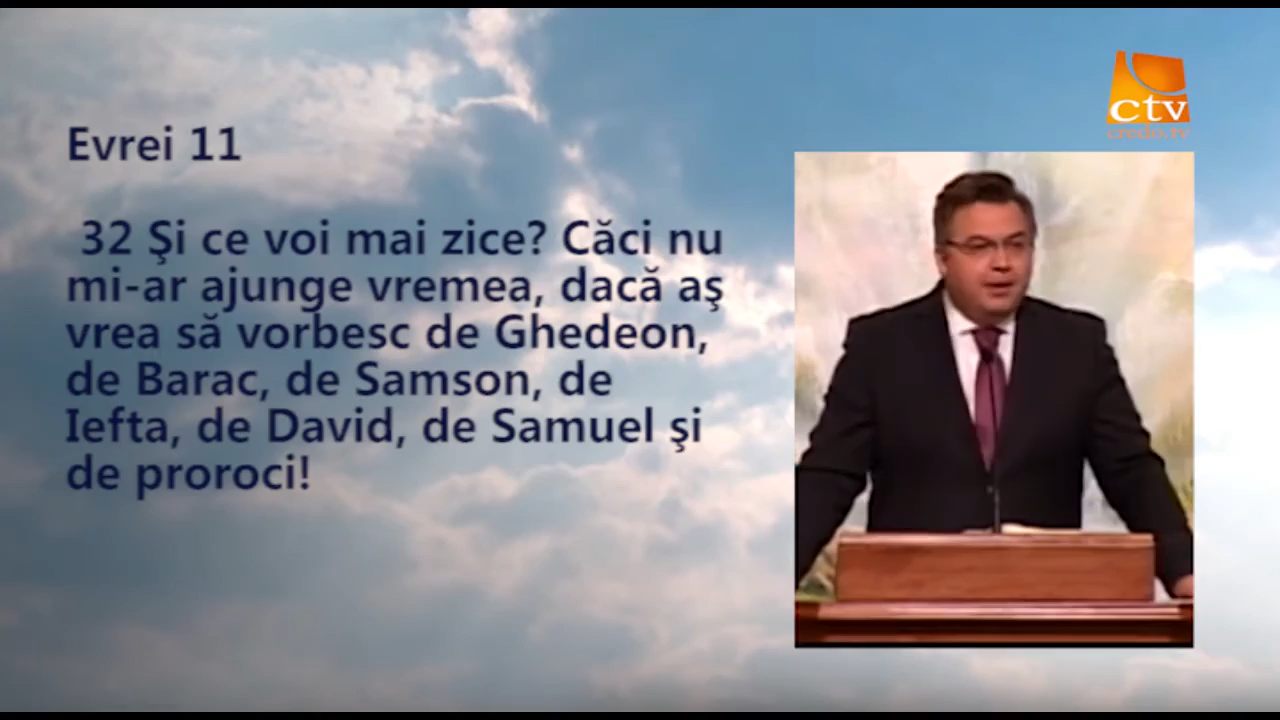 Evrei 11
32 Şi ce voi mai zice? Căci nu
mi-ar ajunge vremea, dacă aş
vrea să vorbesc de Ghedeon,
de Barac, de Samson, de
Iefta, de David, de Samuel şi
de proroci!
ctv
credo.tv